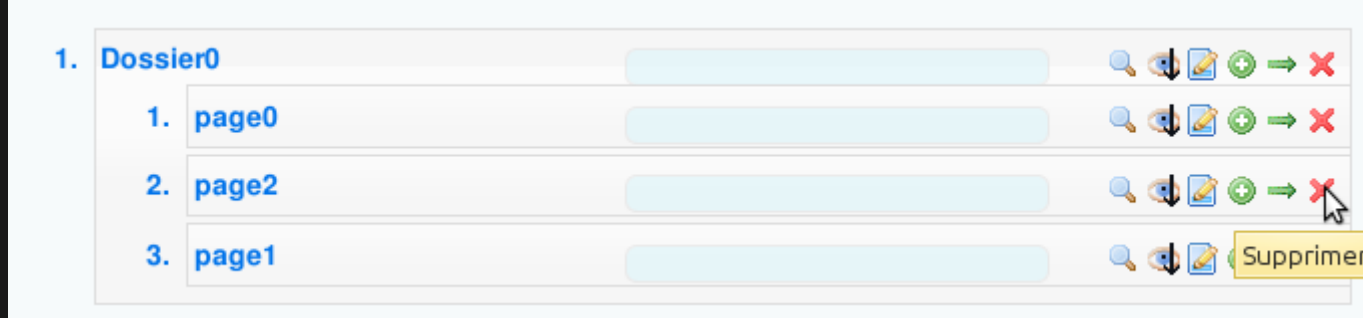 1. Dossier0
1. page0
2. page2
3. page1
Supprimer